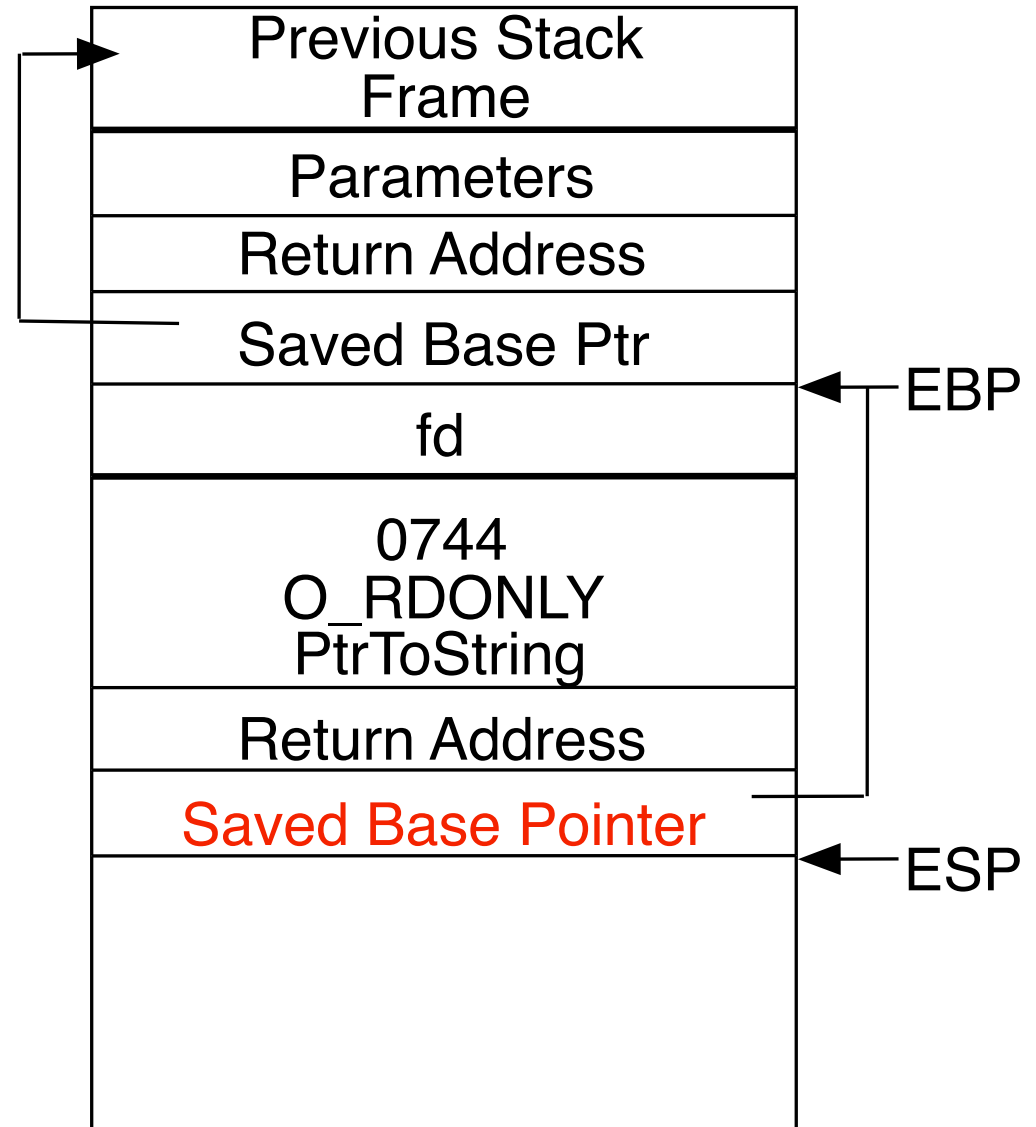 Previous Stack
Frame
Parameters
Return Address
Saved Base Ptr
EBP
fd
0744
O_RDONLY
PtrToString
Return Address
Saved Base Pointer
ESP